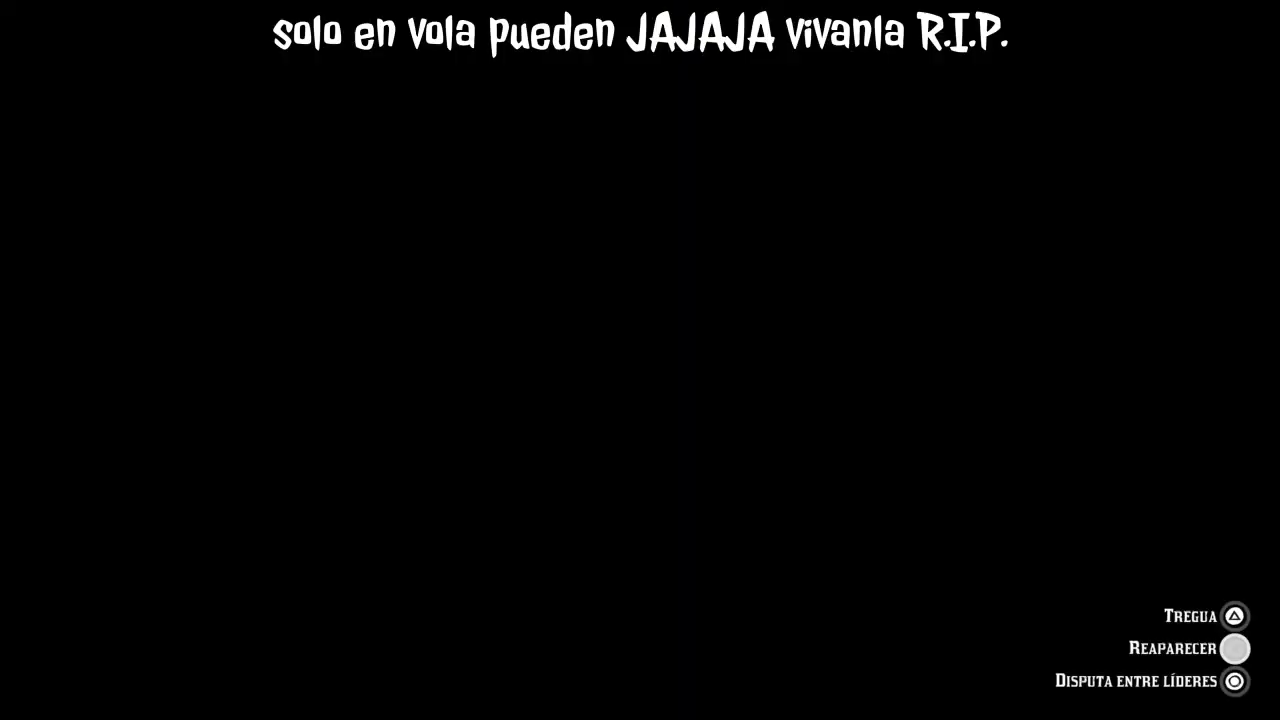 solo en vola pueden JAJAJA vivanla R.I.P.
TREGUA
REAPARECER
DISPUTA ENTRE LÍDERES